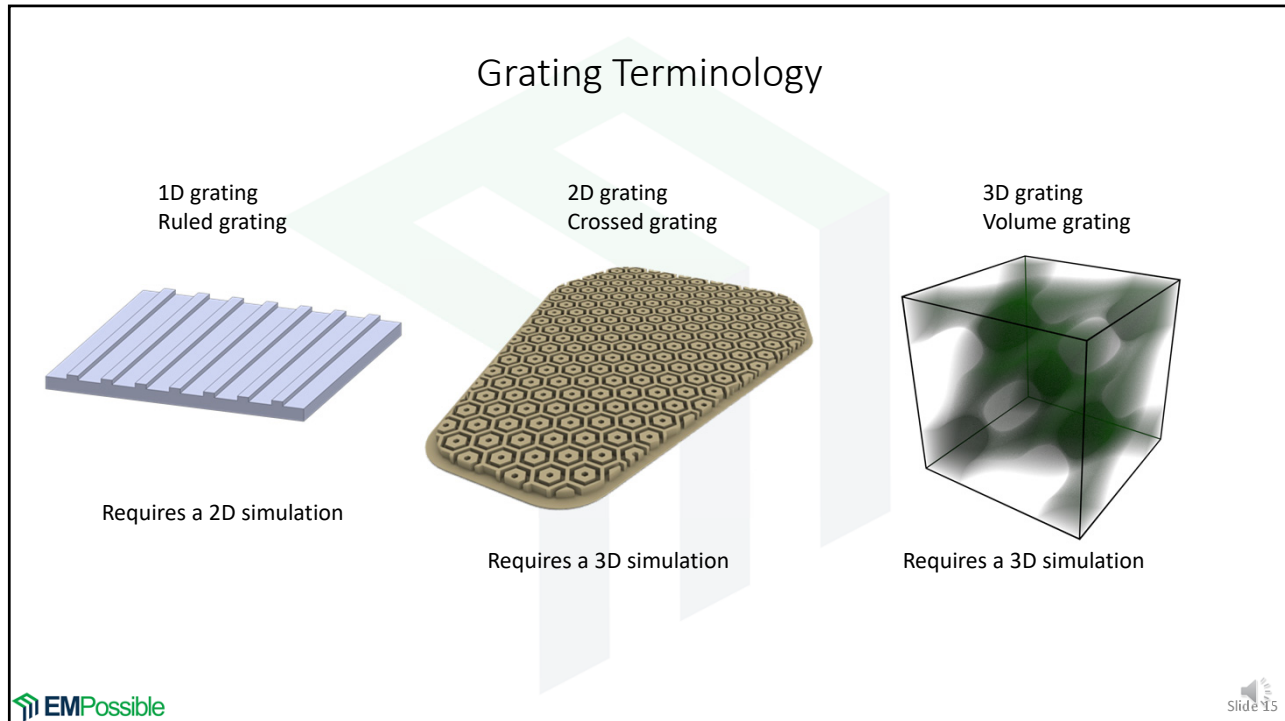 Grating Terminology
1D grating
Ruled grating
2D grating
Crossed grating
3D grating
Volume grating
Requires a 2D simulation
Requires a 3D simulation
Requires a 3D simulation
EMPossible
Slide 15